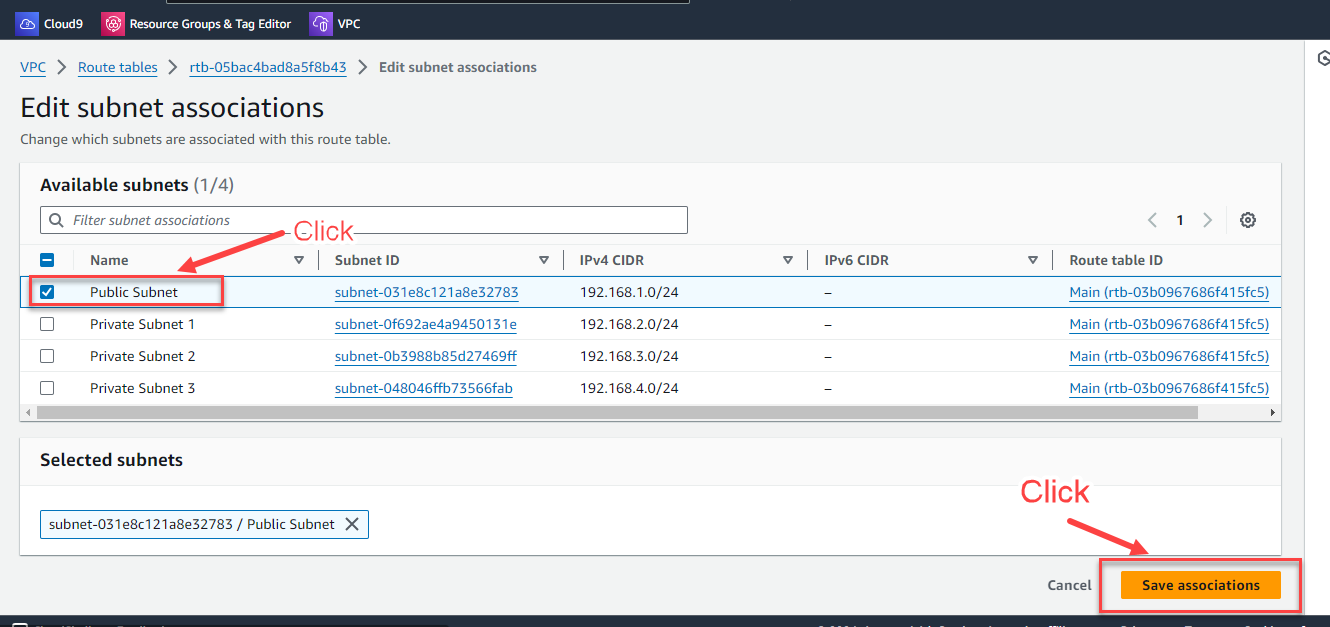 Cloud9 Resource Groups & Tag Editor VPC
VPC Route tables rtb-05bac4bad8a5f8b43 Edit subnet associations
Edit subnet associations
Change which subnets are associated with this route table.
Available subnets (1/4)
Filter subnet associations
1
Click
Name Subnet ID IPv4 CIDR IPv6 CIDR Route table ID
Public Subnet subnet-031e8c121a8e32783 192.168.1.0/24 – Main (rtb-03b0967686f415fc5)
Private Subnet 1 subnet-0f692ae4a9450131e 192.168.2.0/24 – Main (rtb-03b0967686f415fc5)
Private Subnet 2 subnet-0b3988b85d27469ff 192.168.3.0/24 – Main (rtb-03b0967686f415fc5)
Private Subnet 3 subnet-048046ffb73566fab 192.168.4.0/24 – Main (rtb-03b0967686f415fc5)
Selected subnets
Click
subnet-031e8c121a8e32783 / Public Subnet
Cancel Save associations